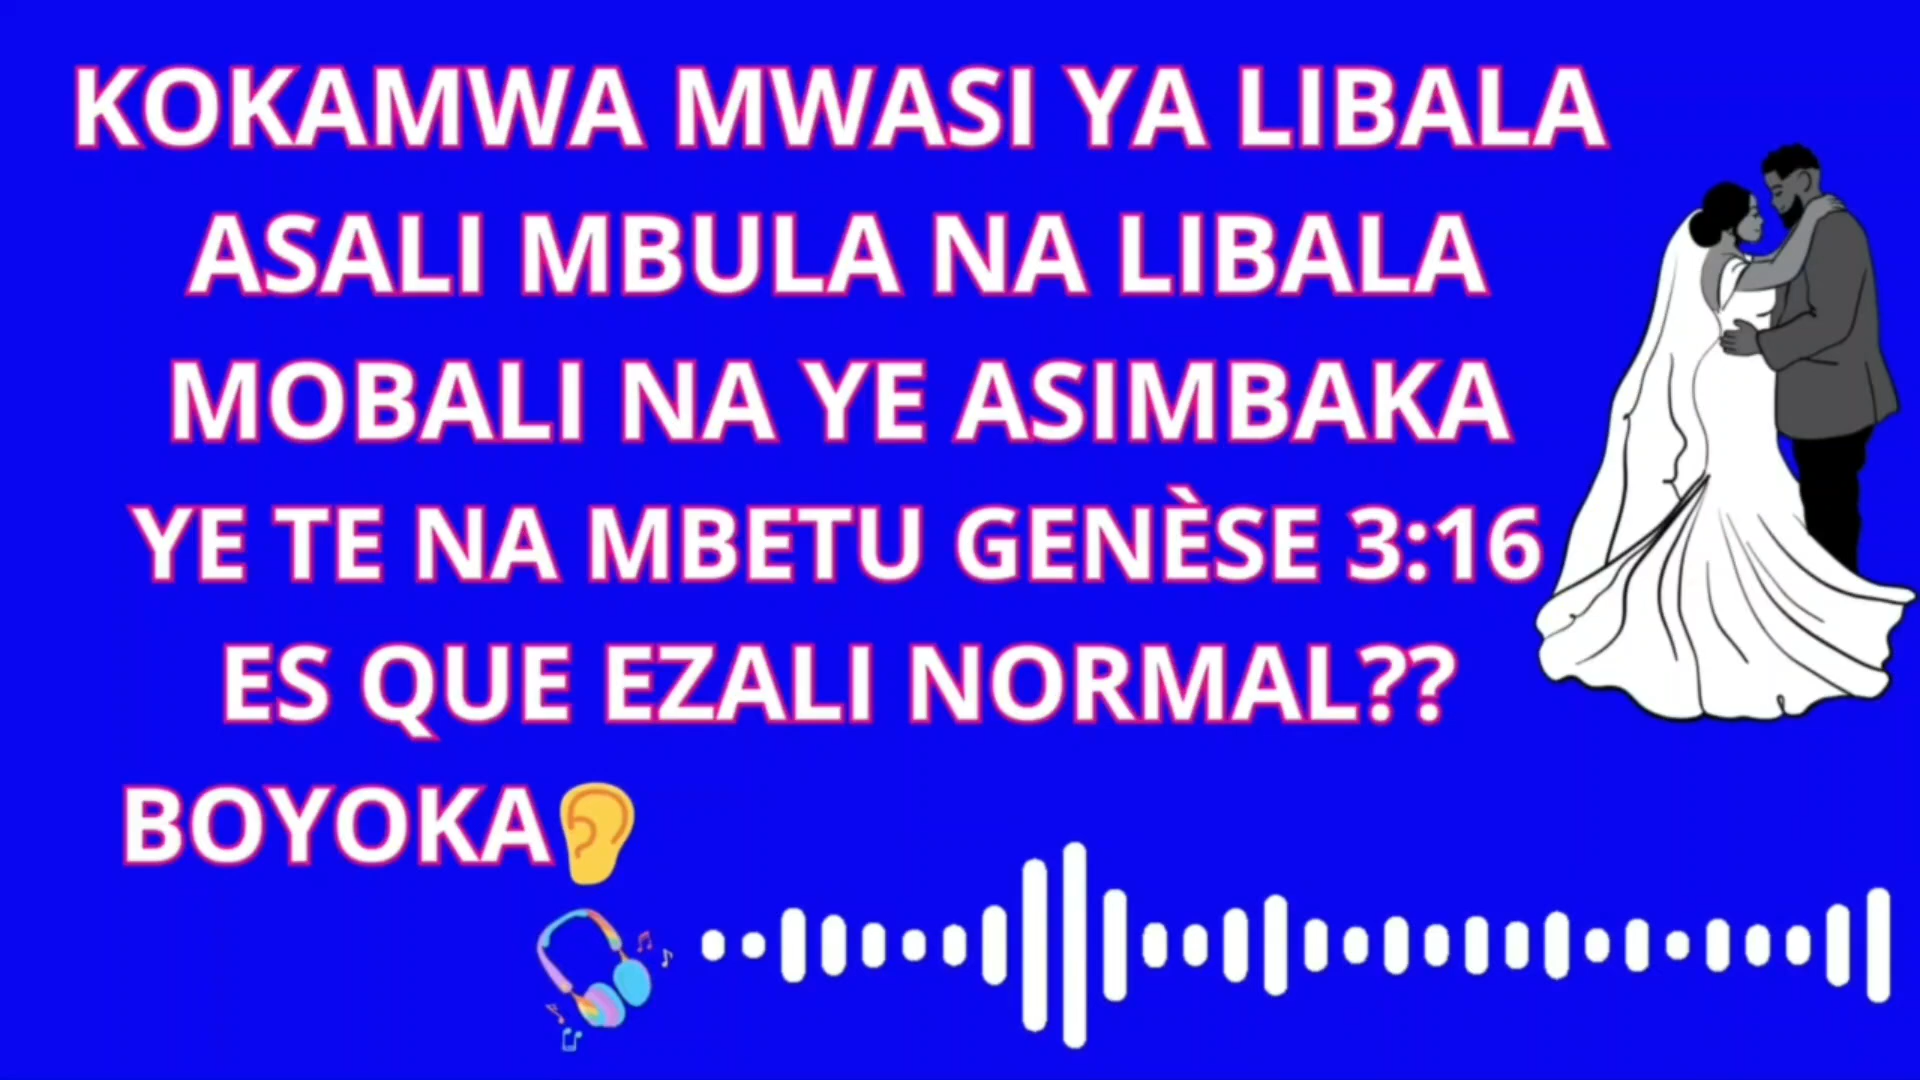 KOKAMWA MWASI YA LIBALA
ASALI MBULA NA LIBALA
MOBALI NA YE ASIMBAKA
YE TE NA MBETU GENÈSE 3:16
ES QUE EZALI NORMAL??
BOYOKA👂